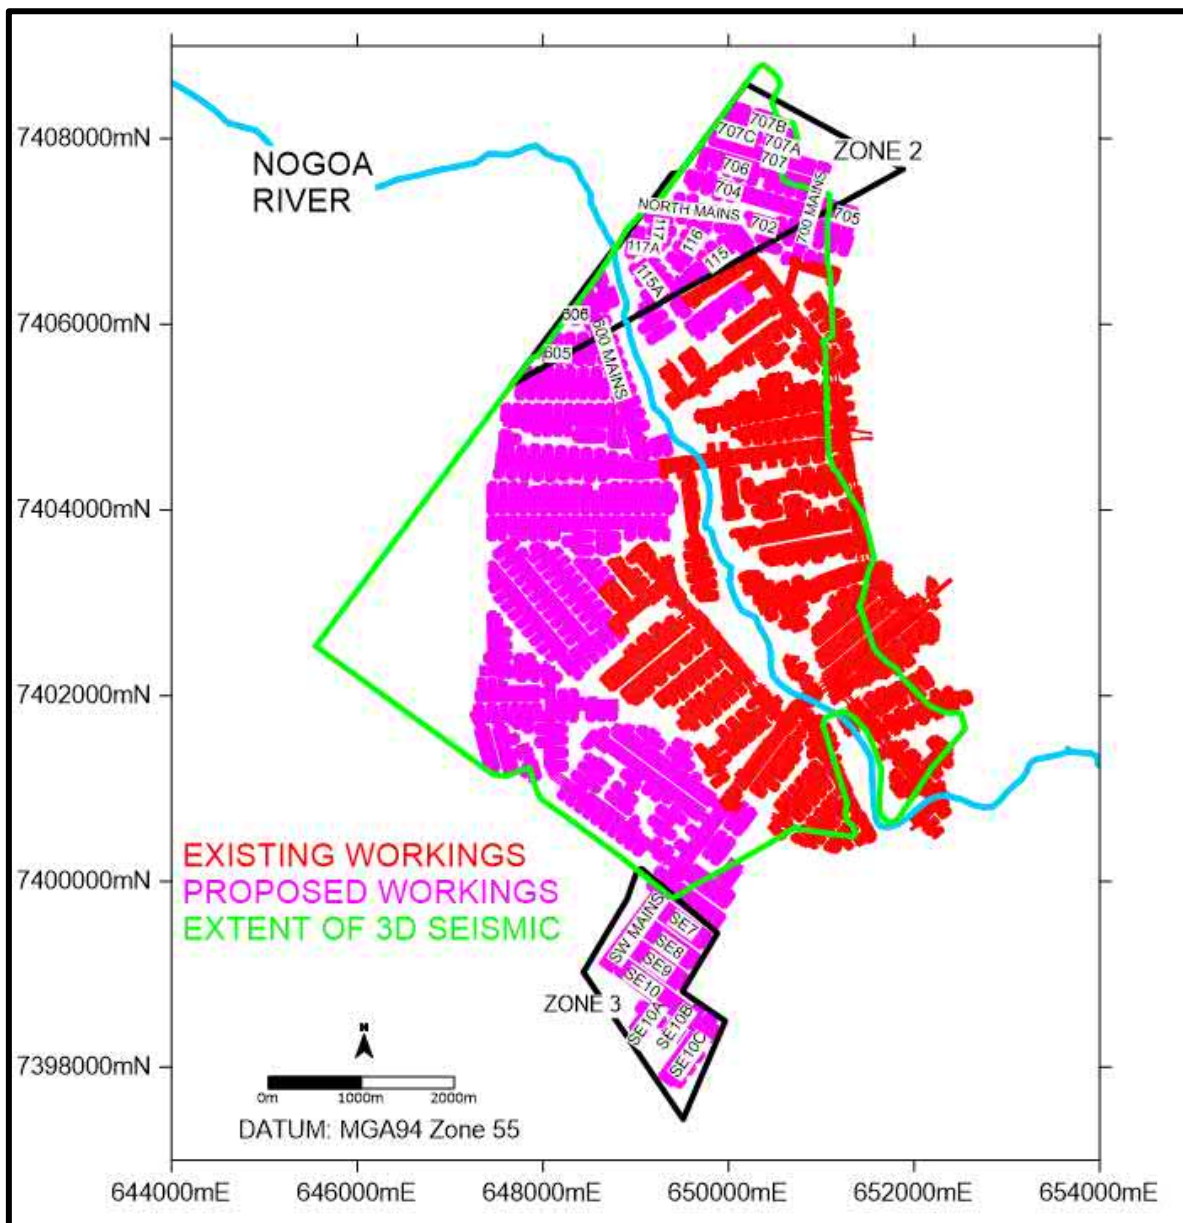 7408000mN
7406000mN
7404000mN
7402000mN
7400000mN
7398000mN
NOGOA
RIVER
ZONE 2
707B
707C
707A
707
706
704
NORTH MAINS
702
700 MAINS
705
117
117A
116
115
115A
606
605
600 MAINS
EXISTING WORKINGS
PROPOSED WORKINGS
EXTENT OF 3D SEISMIC
SW MAINS
SE7
SE8
SE9
SE10
SE10A
SE10B
SE10C
ZONE 3
N
0m 1000m 2000m
DATUM: MGA94 Zone 55
644000mE 646000mE 648000mE 650000mE 652000mE 654000mE